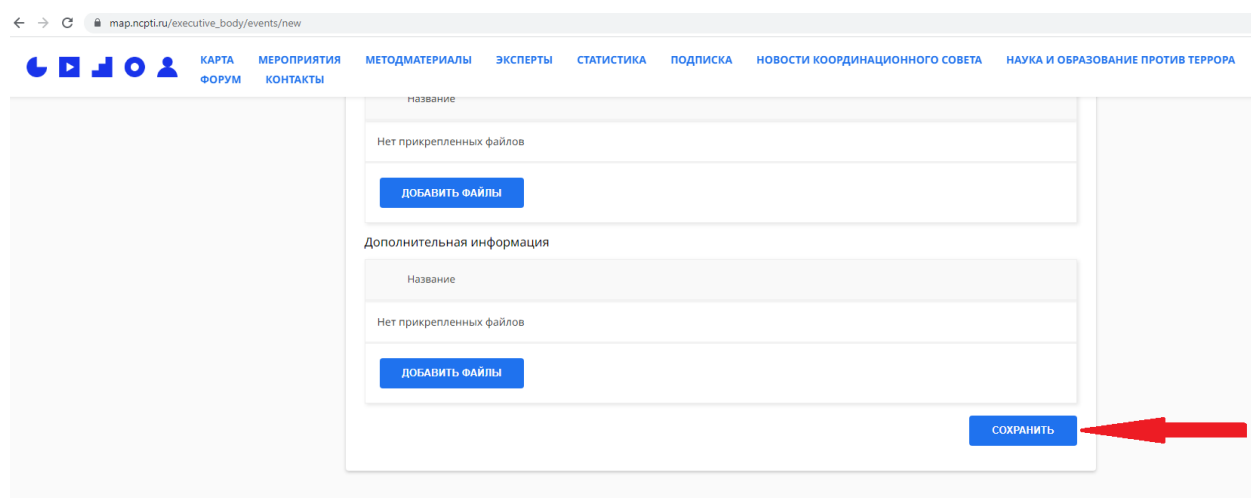 map.ncpti.ru/executive_body/events/new
КАРТА МЕРОПРИЯТИЯ МЕТОДМАТЕРИАЛЫ ЭКСПЕРТЫ СТАТИСТИКА ПОДПИСКА НОВОСТИ КООРДИНАЦИОННОГО СОВЕТА НАУКА И ОБРАЗОВАНИЕ ПРОТИВ ТЕРРОРА
ФОРУМ КОНТАКТЫ
Название
Нет прикрепленных файлов
ДОБАВИТЬ ФАЙЛЫ
Дополнительная информация
Название
Нет прикрепленных файлов
ДОБАВИТЬ ФАЙЛЫ
СОХРАНИТЬ